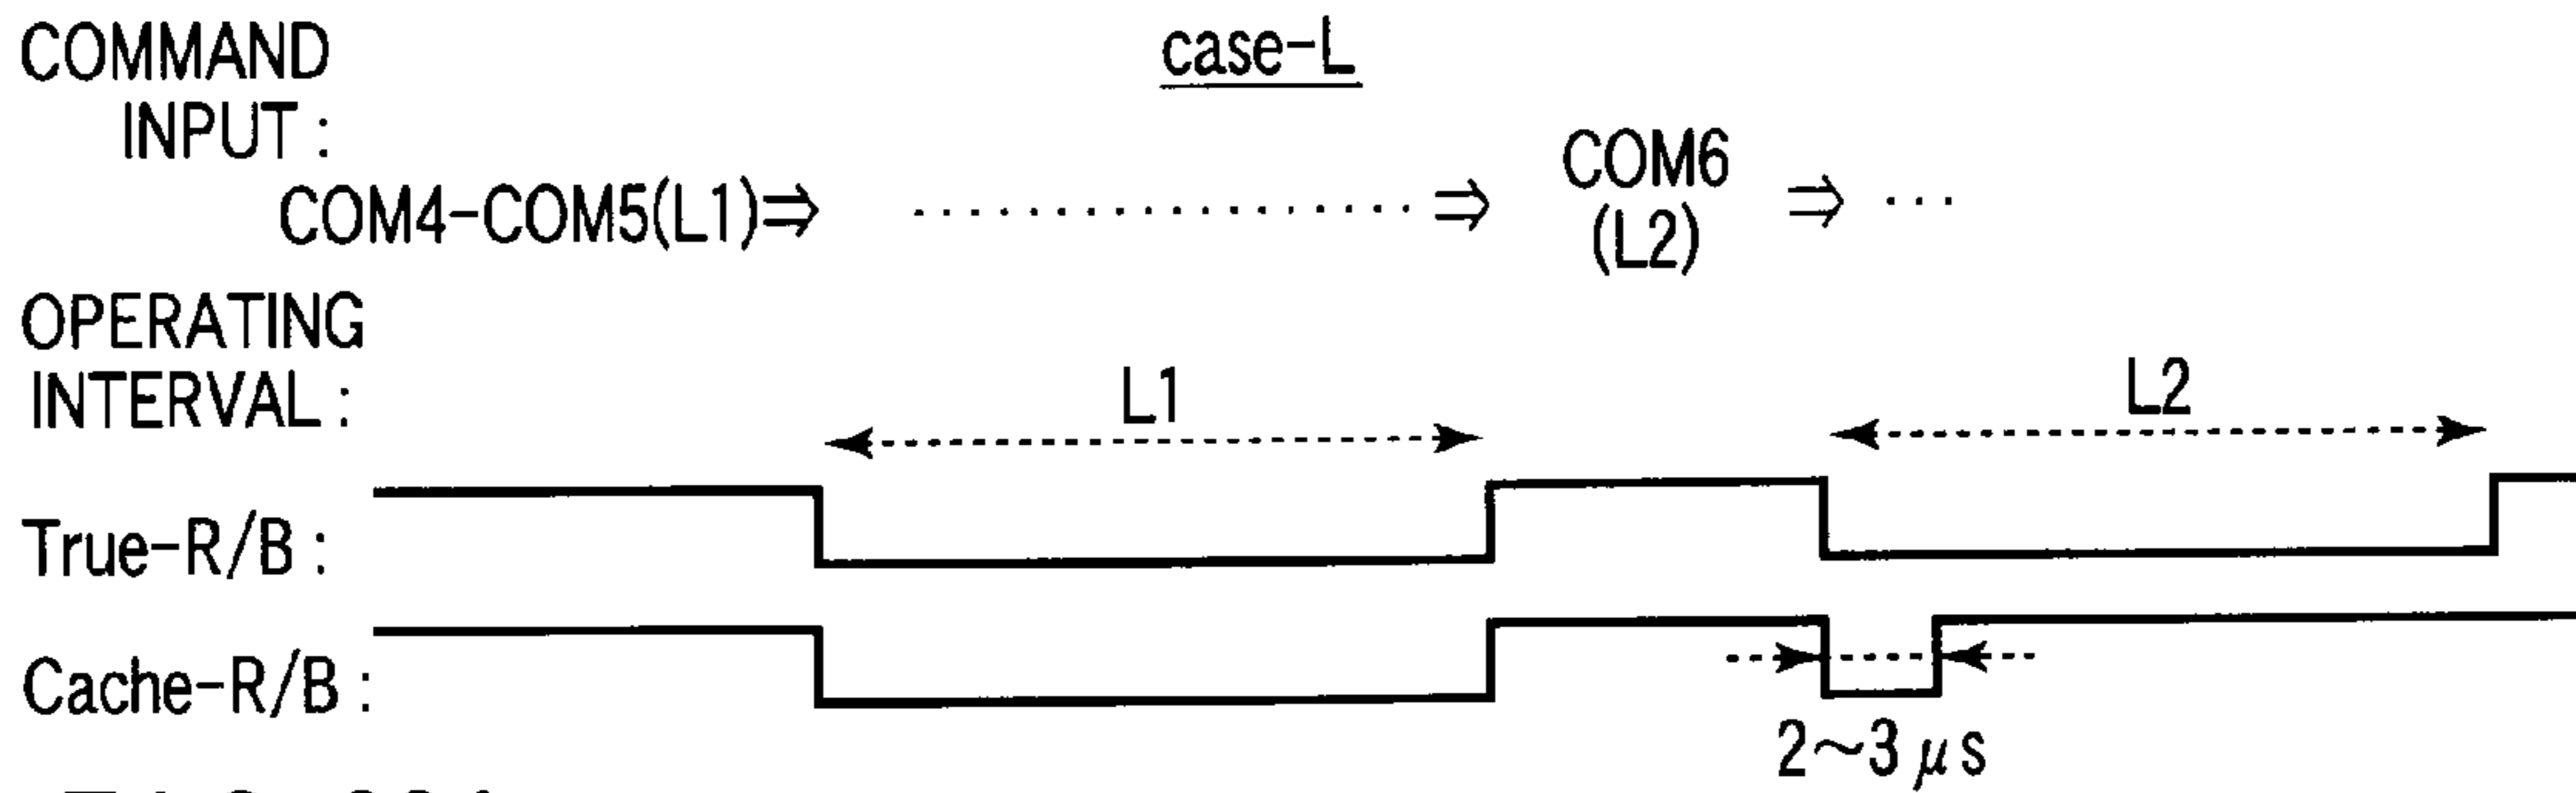 case-L
COMMAND
INPUT :
COM4-COM5(L1)⇒ ················· ⇒ COM6 (L2) ⇒ ···
OPERATING
INTERVAL :
L1
L2
True-R/B :
Cache-R/B :
2~3 μs